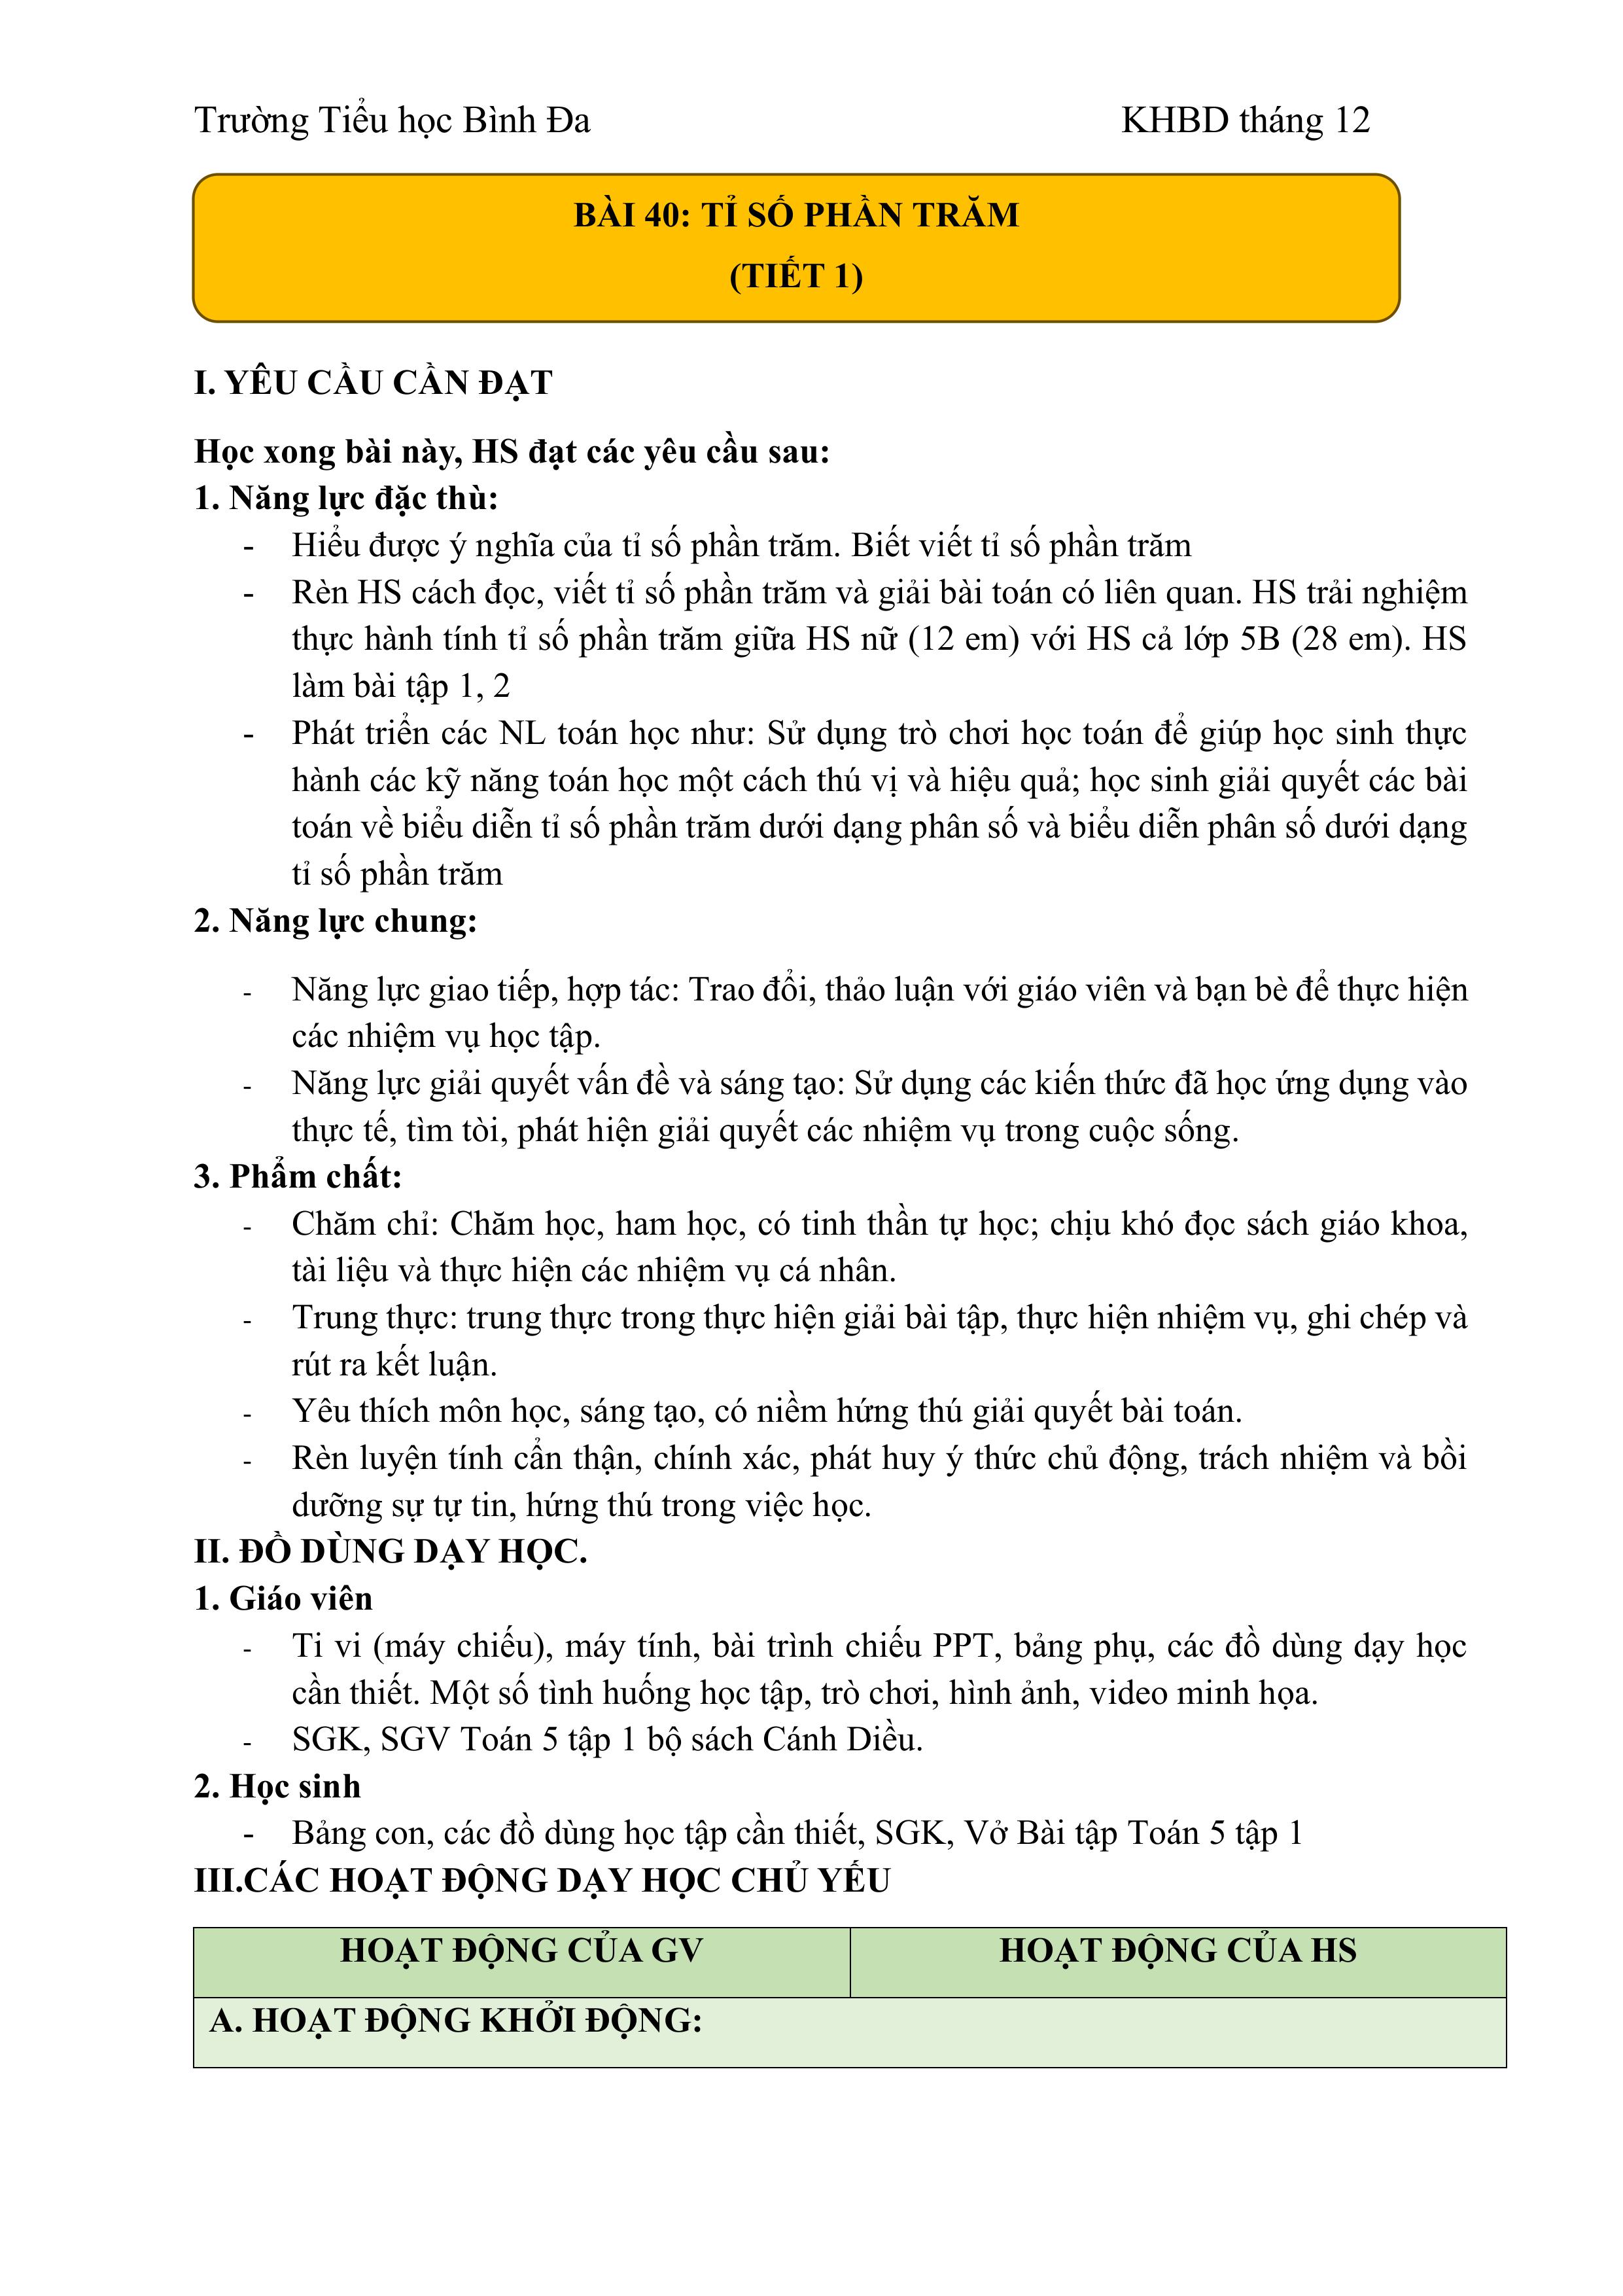 Trường Tiểu học Bình Đa KHBD tháng 12
BÀI 40: TỈ SỐ PHẦN TRĂM
(TIẾT 1)
I. YÊU CẦU CẦN ĐẠT
Học xong bài này, HS đạt các yêu cầu sau:
1. Năng lực đặc thù:
- Hiểu được ý nghĩa của tỉ số phần trăm. Biết viết tỉ số phần trăm
- Rèn HS cách đọc, viết tỉ số phần trăm và giải bài toán có liên quan. HS trải nghiệm
thực hành tính tỉ số phần trăm giữa HS nữ (12 em) với HS cả lớp 5B (28 em). HS
làm bài tập 1, 2
- Phát triển các NL toán học như: Sử dụng trò chơi học toán để giúp học sinh thực
hành các kỹ năng toán học một cách thú vị và hiệu quả; học sinh giải quyết các bài
toán về biểu diễn tỉ số phần trăm dưới dạng phân số và biểu diễn phân số dưới dạng
tỉ số phần trăm
2. Năng lực chung:
- Năng lực giao tiếp, hợp tác: Trao đổi, thảo luận với giáo viên và bạn bè để thực hiện
các nhiệm vụ học tập.
- Năng lực giải quyết vấn đề và sáng tạo: Sử dụng các kiến thức đã học ứng dụng vào
thực tế, tìm tòi, phát hiện giải quyết các nhiệm vụ trong cuộc sống.
3. Phẩm chất:
- Chăm chỉ: Chăm học, ham học, có tinh thần tự học; chịu khó đọc sách giáo khoa,
tài liệu và thực hiện các nhiệm vụ cá nhân.
- Trung thực: trung thực trong thực hiện giải bài tập, thực hiện nhiệm vụ, ghi chép và
rút ra kết luận.
- Yêu thích môn học, sáng tạo, có niềm hứng thú giải quyết bài toán.
- Rèn luyện tính cẩn thận, chính xác, phát huy ý thức chủ động, trách nhiệm và bồi
dưỡng sự tự tin, hứng thú trong việc học.
II. ĐỒ DÙNG DẠY HỌC.
1. Giáo viên
- Ti vi (máy chiếu), máy tính, bài trình chiếu PPT, bảng phụ, các đồ dùng dạy học
cần thiết. Một số tình huống học tập, trò chơi, hình ảnh, video minh họa.
- SGK, SGV Toán 5 tập 1 bộ sách Cánh Diều.
2. Học sinh
- Bảng con, các đồ dùng học tập cần thiết, SGK, Vở Bài tập Toán 5 tập 1
III.CÁC HOẠT ĐỘNG DẠY HỌC CHỦ YẾU
HOẠT ĐỘNG CỦA GV HOẠT ĐỘNG CỦA HS
A. HOẠT ĐỘNG KHỞI ĐỘNG: